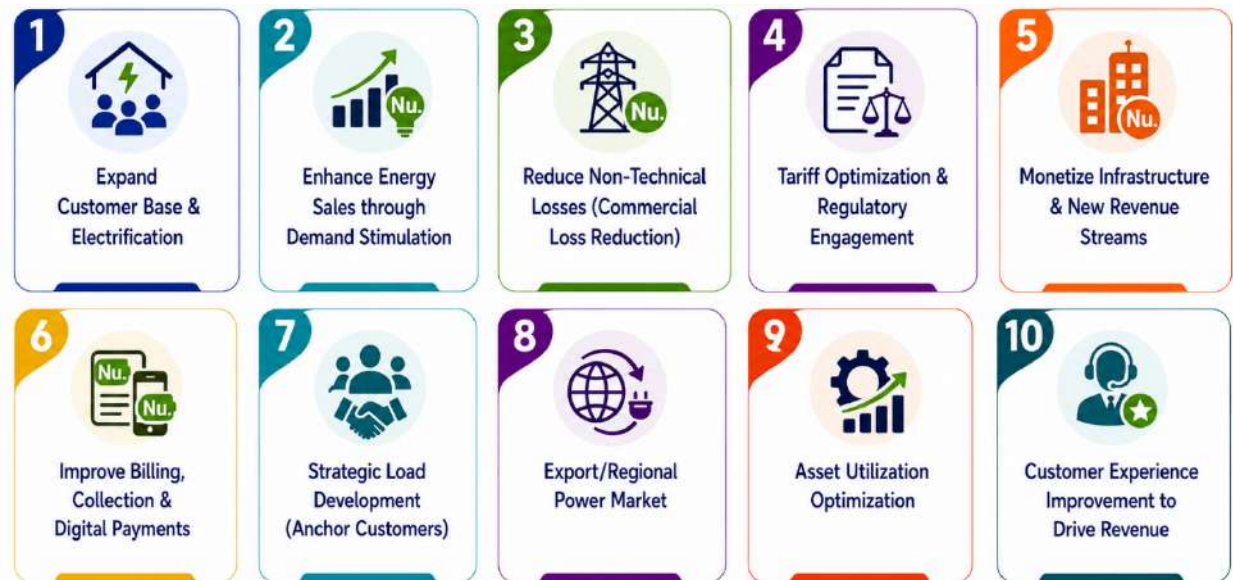 1
Expand
Customer Base &
Electrification
2
Nu.
Enhance Energy
Sales through
Demand Stimulation
3
Nu.
Reduce Non-Technical
Losses (Commercial
Loss Reduction)
4
Tariff Optimization &
Regulatory
Engagement
5
Nu.
Monetize Infrastructure
& New Revenue
Streams
6
Nu.
Nu.
Improve Billing,
Collection &
Digital Payments
7
Strategic Load
Development
(Anchor Customers)
8
Export/Regional
Power Market
9
Asset Utilization
Optimization
10
Customer Experience
Improvement to
Drive Revenue